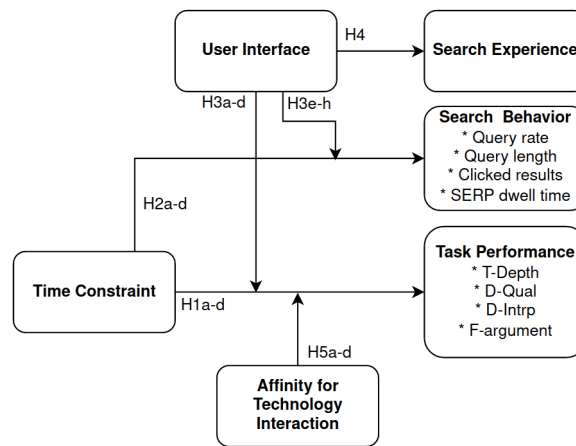 User Interface
H4
Search Experience
H3a-d
H3e-h
Search Behavior
* Query rate
* Query length
* Clicked results
* SERP dwell time
H2a-d
Time Constraint
H1a-d
Task Performance
* T-Depth
* D-Qual
* D-Intrp
* F-argument
H5a-d
Affinity for
Technology
Interaction